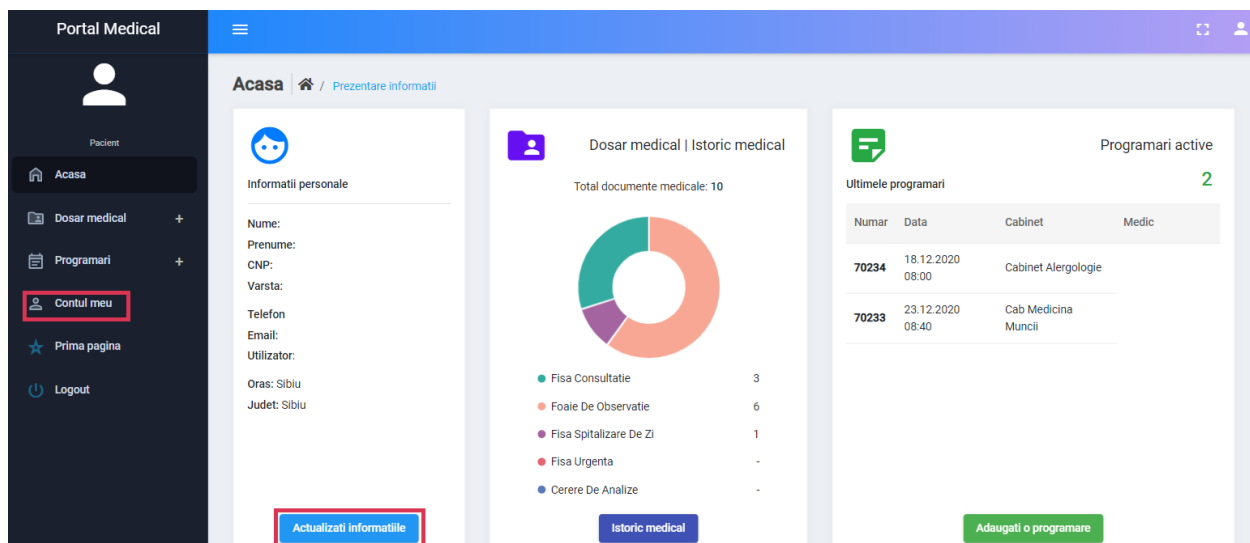 Portal Medical
Pacient
Acasa
Dosar medical +
Programari +
Contul meu
Prima pagina
Logout
Acasa / Prezentare informatii
Informatii personale
Nume:
Prenume:
CNP:
Varsta:
Telefon
Email:
Utilizator:
Oras: Sibiu
Judet: Sibiu
Actualizati informatiile
Dosar medical | Istoric medical
Total documente medicale: 10
Fisa Consultatie 3
Foaie De Observatie 6
Fisa Spitalizare De Zi 1
Fisa Urgenta -
Cerere De Analize -
Istoric medical
Programari active
Ultimele programari 2
Numar Data Cabinet Medic
70234 18.12.2020 08:00 Cabinet Alergologie
70233 23.12.2020 08:40 Cab Medicina Muncii
Adaugati o programare